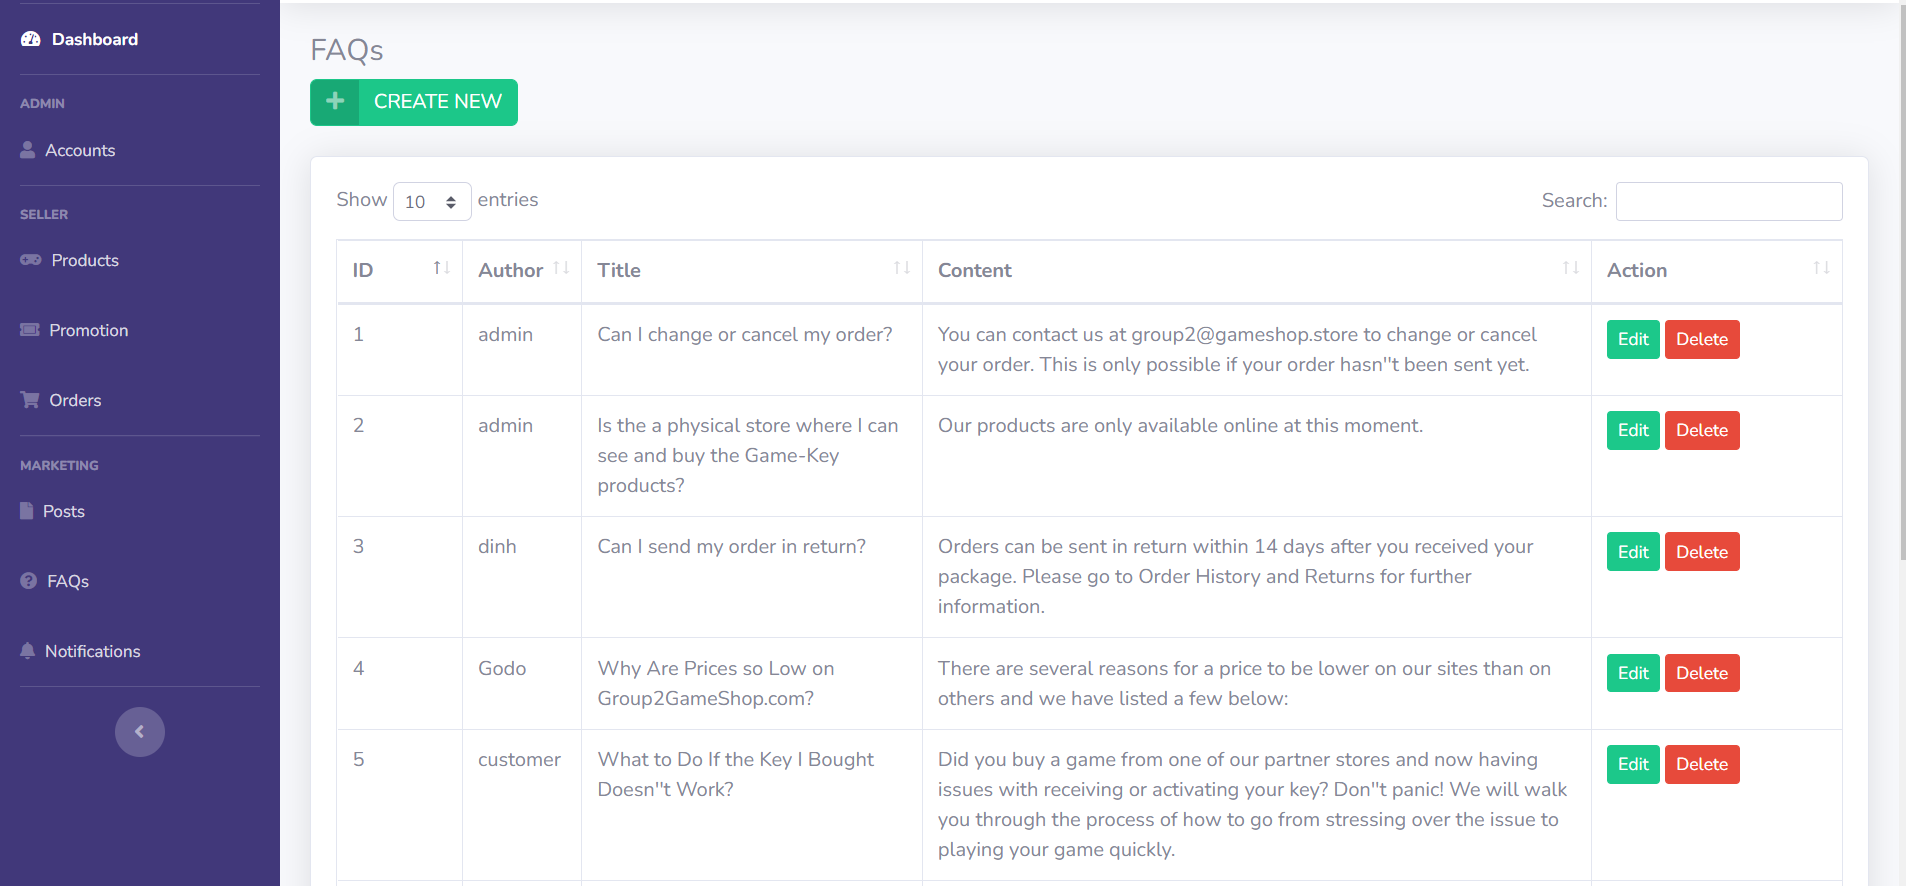 Dashboard
ADMIN
Accounts
SELLER
Products
Promotion
Orders
MARKETING
Posts
FAQs
Notifications
FAQs
CREATE NEW
Show 10 entries
Search:
ID Author Title Content Action
1 admin Can I change or cancel my order? You can contact us at group2@gameshop.store to change or cancel Edit Delete
your order. This is only possible if your order hasn''t been sent yet.
2 admin Is the a physical store where I can Our products are only available online at this moment. Edit Delete
see and buy the Game-Key
products?
3 dinh Can I send my order in return? Orders can be sent in return within 14 days after you received your Edit Delete
package. Please go to Order History and Returns for further
information.
4 Godo Why Are Prices so Low on There are several reasons for a price to be lower on our sites than on Edit Delete
Group2GameShop.com? others and we have listed a few below:
5 customer What to Do If the Key I Bought Did you buy a game from one of our partner stores and now having Edit Delete
Doesn''t Work? issues with receiving or activating your key? Don''t panic! We will walk
you through the process of how to go from stressing over the issue to
playing your game quickly.